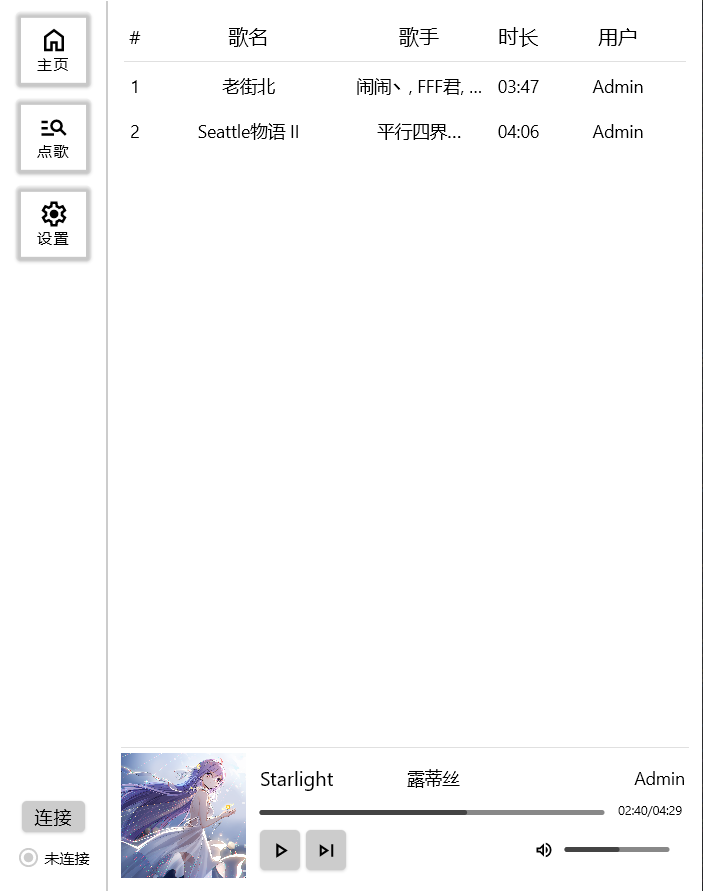 主页
点歌
设置
连接
未连接
# 歌名 歌手 时长 用户
1 老街北 闹闹丶, FFF君, ... 03:47 Admin
2 Seattle物语 II 平行四界... 04:06 Admin
Starlight 露蒂丝 Admin
02:40/04:29